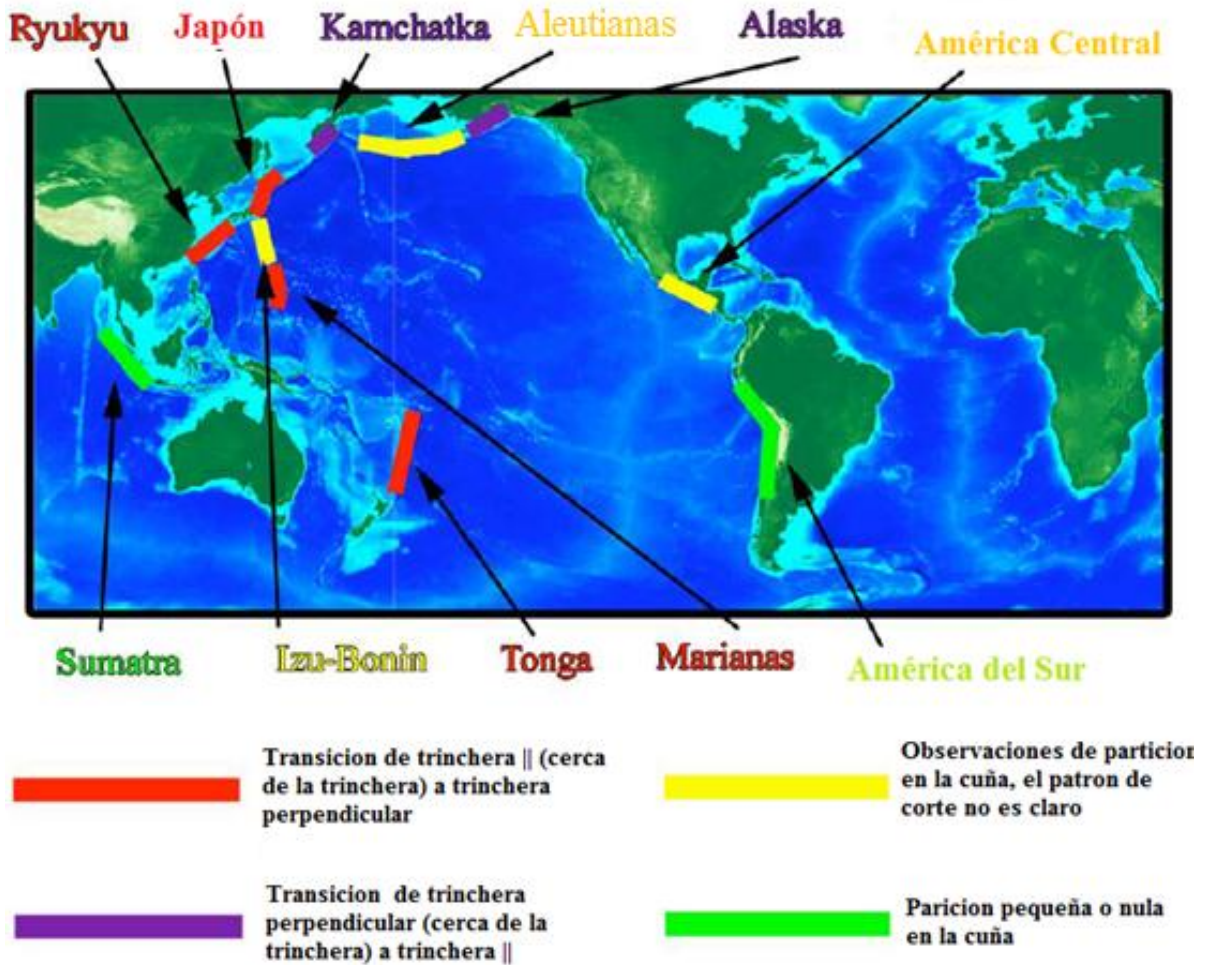 Ryukyu Japón Kamchatka Aleutianas Alaska América Central
Sumatra Izu-Bonin Tonga Marianas América del Sur
Transicion de trinchera || (cerca
de la trinchera) a trinchera
perpendicular
Observaciones de particion
en la cuña, el patron de
corte no es claro
Transicion de trinchera
perpendicular (cerca de la
trinchera) a trinchera ||
Paricion pequeña o nula
en la cuña